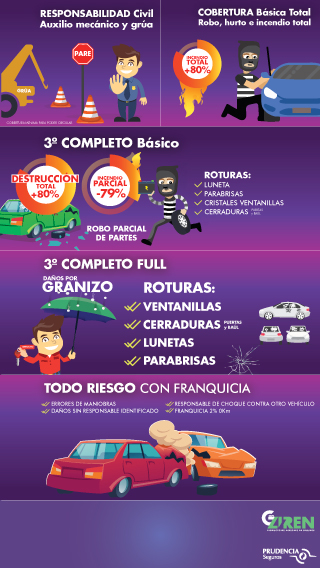 RESPONSABILIDAD Civil
Auxilio mecánico y grúa
PARE
GRÚA
COBERTURA Básica Total
Robo, hurto e incendio total
INCENDIO
TOTAL
+80%
3º COMPLETO Básico
DESTRUCCIÓN
TOTAL
+80%
INCENDIO
PARCIAL
-79%
ROBO PARCIAL
DE PARTES
ROTURAS:
LUNETA
PARABRISAS
CRISTALES VENTANILLAS
CERRADURAS
3º COMPLETO FULL
DAÑOS POR
GRANIZO
ROTURAS:
VENTANILLAS
CERRADURAS PUERTAS
y BAÚL
LUNETAS
PARABRISAS
TODO RIESGO CON FRANQUICIA
ERRORES DE MANIOBRAS
DAÑOS SIN RESPONSABLE IDENTIFICADO
RESPONSABLE DE CHOQUE CONTRA OTRO VEHÍCULO
FRANQUICIA 2% 0Km
PRUDENCIA
Seguros